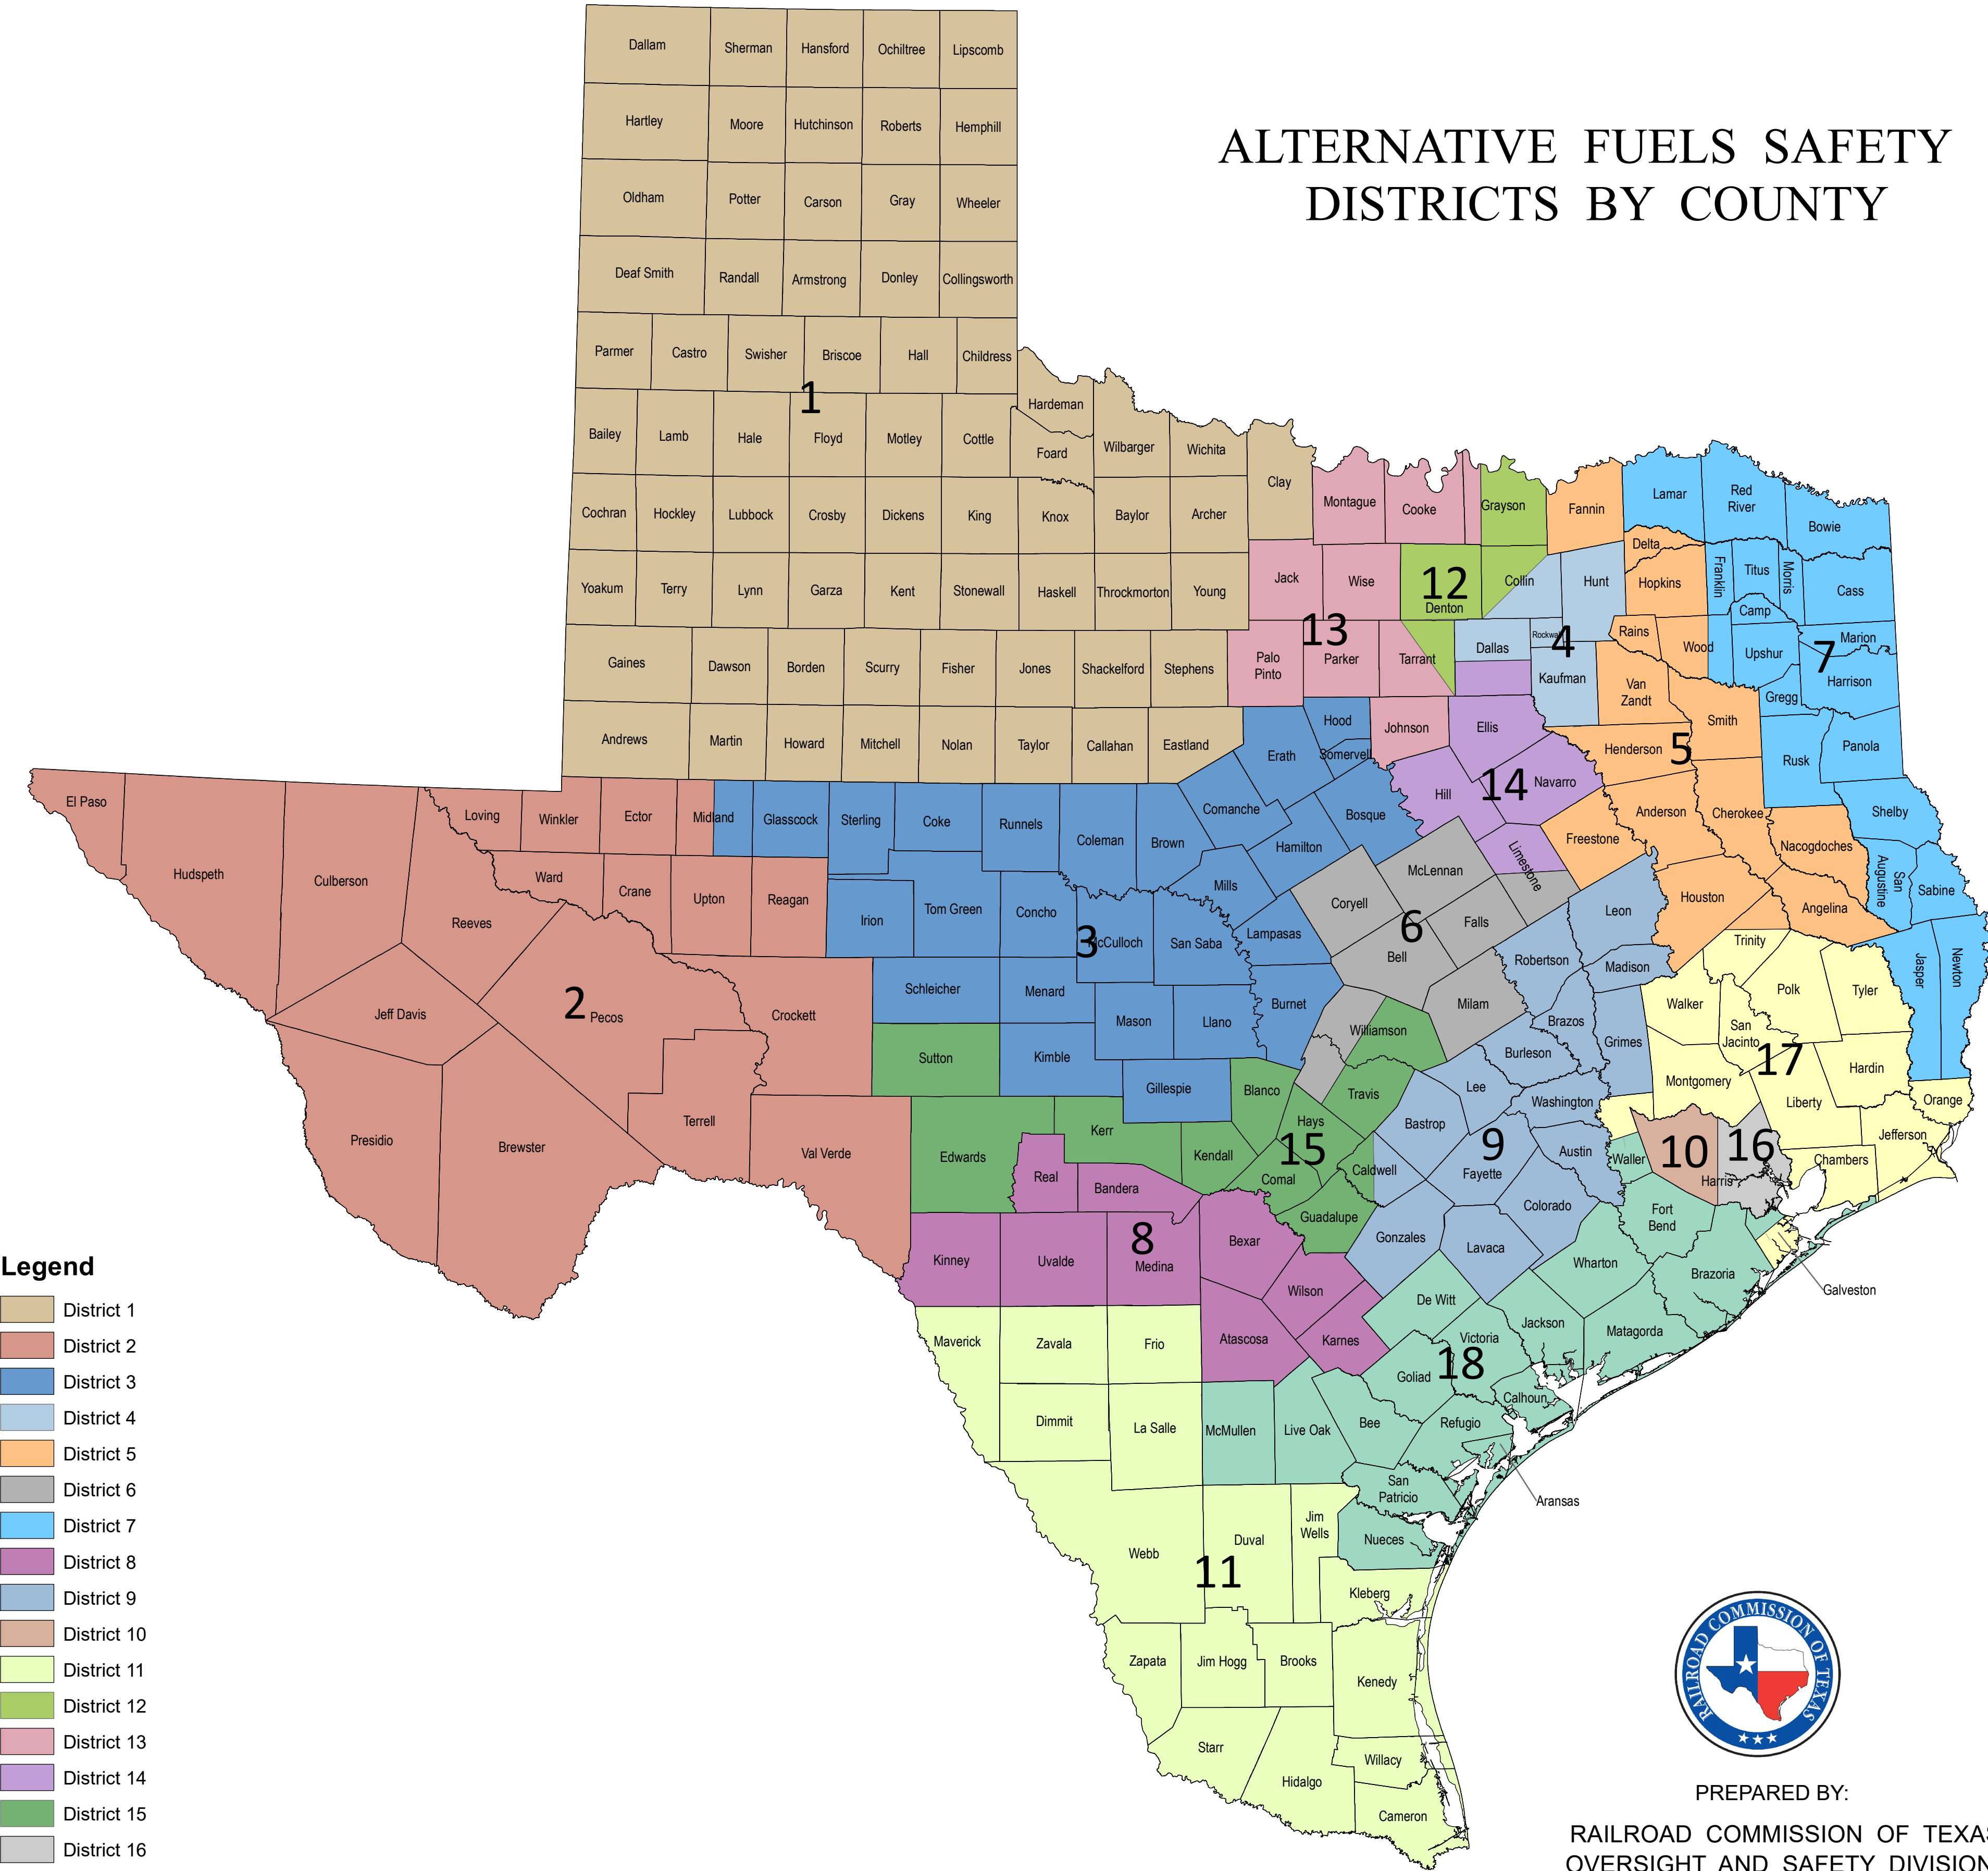 ALTERNATIVE FUELS SAFETY
DISTRICTS BY COUNTY
Dallam
Sherman
Hansford
Ochiltree
Lipscomb
Hartley
Moore
Hutchinson
Roberts
Hemphill
Oldham
Potter
Carson
Gray
Wheeler
Deaf Smith
Randall
Armstrong
Donley
Collingsworth
Parmer
Castro
Swisher
Briscoe
Hall
Childress
1
Hardeman
Bailey
Lamb
Hale
Floyd
Motley
Cottle
Foard
Wilbarger
Wichita
Clay
Cochran
Hockley
Lubbock
Crosby
Dickens
King
Knox
Baylor
Archer
Montague
Cooke
Grayson
Fannin
Lamar
Red
River
Bowie
Delta
Yoakum
Terry
Lynn
Garza
Kent
Stonewall
Haskell
Throckmorton
Young
Jack
Wise
12
Denton
Collin
Hunt
Hopkins
Franklin
Titus
Morris
Cass
Camp
Gaines
Dawson
Borden
Scurry
Fisher
Jones
Shackelford
Stephens
Palo
Pinto
13
Parker
Tarrant
Dallas
Rockwall
4
Kaufman
Rains
Wood
Upshur
Marion
7
Harrison
Gregg
Van
Zandt
Smith
Andrews
Martin
Howard
Mitchell
Nolan
Taylor
Callahan
Eastland
Erath
Hood
Somervell
Johnson
Ellis
Henderson
5
Rusk
Panola
El Paso
Hudspeth
Culberson
Loving
Winkler
Ector
Midland
Glasscock
Sterling
Coke
Runnels
Coleman
Brown
Comanche
Bosque
Hamilton
Hill
14
Navarro
Freestone
Anderson
Cherokee
Nacogdoches
Shelby
San
Augustine
Sabine
Reeves
Ward
Crane
Upton
Reagan
Irion
Tom Green
Concho
3
McCulloch
San Saba
Mills
Lampasas
Coryell
McLennan
Limestone
6
Falls
Bell
Leon
Houston
Angelina
Trinity
Jeff Davis
2
Pecos
Crockett
Schleicher
Menard
Mason
Llano
Burnet
Williamson
Milam
Robertson
Madison
Brazos
Grimes
Walker
San
Jacinto
Polk
Tyler
Jasper
Newton
17
Hardin
Sutton
Kimble
Gillespie
Blanco
Travis
Lee
Burleson
Washington
Montgomery
Liberty
Orange
Presidio
Brewster
Terrell
Val Verde
Edwards
Real
Kerr
Bandera
Kendall
Hays
15
Comal
Caldwell
Guadalupe
Bastrop
9
Fayette
Austin
Waller
10
16
Harris
Chambers
Jefferson
Kinney
Uvalde
8
Medina
Bexar
Wilson
Gonzales
Lavaca
Colorado
Fort
Bend
Wharton
Brazoria
Galveston
Maverick
Zavala
Frio
Atascosa
Karnes
De Witt
Victoria
18
Jackson
Matagorda
Goliad
Calhoun
Dimmit
La Salle
McMullen
Live Oak
Bee
Refugio
San
Patricio
Aransas
Webb
11
Duval
Jim
Wells
Nueces
Kleberg
Zapata
Jim Hogg
Brooks
Kenedy
Starr
Hidalgo
Willacy
Cameron
Legend
District 1
District 2
District 3
District 4
District 5
District 6
District 7
District 8
District 9
District 10
District 11
District 12
District 13
District 14
District 15
District 16
RAILROAD COMMISSION OF TEXAS
PREPARED BY:
RAILROAD COMMISSION OF TEXAS
OVERSIGHT AND SAFETY DIVISION